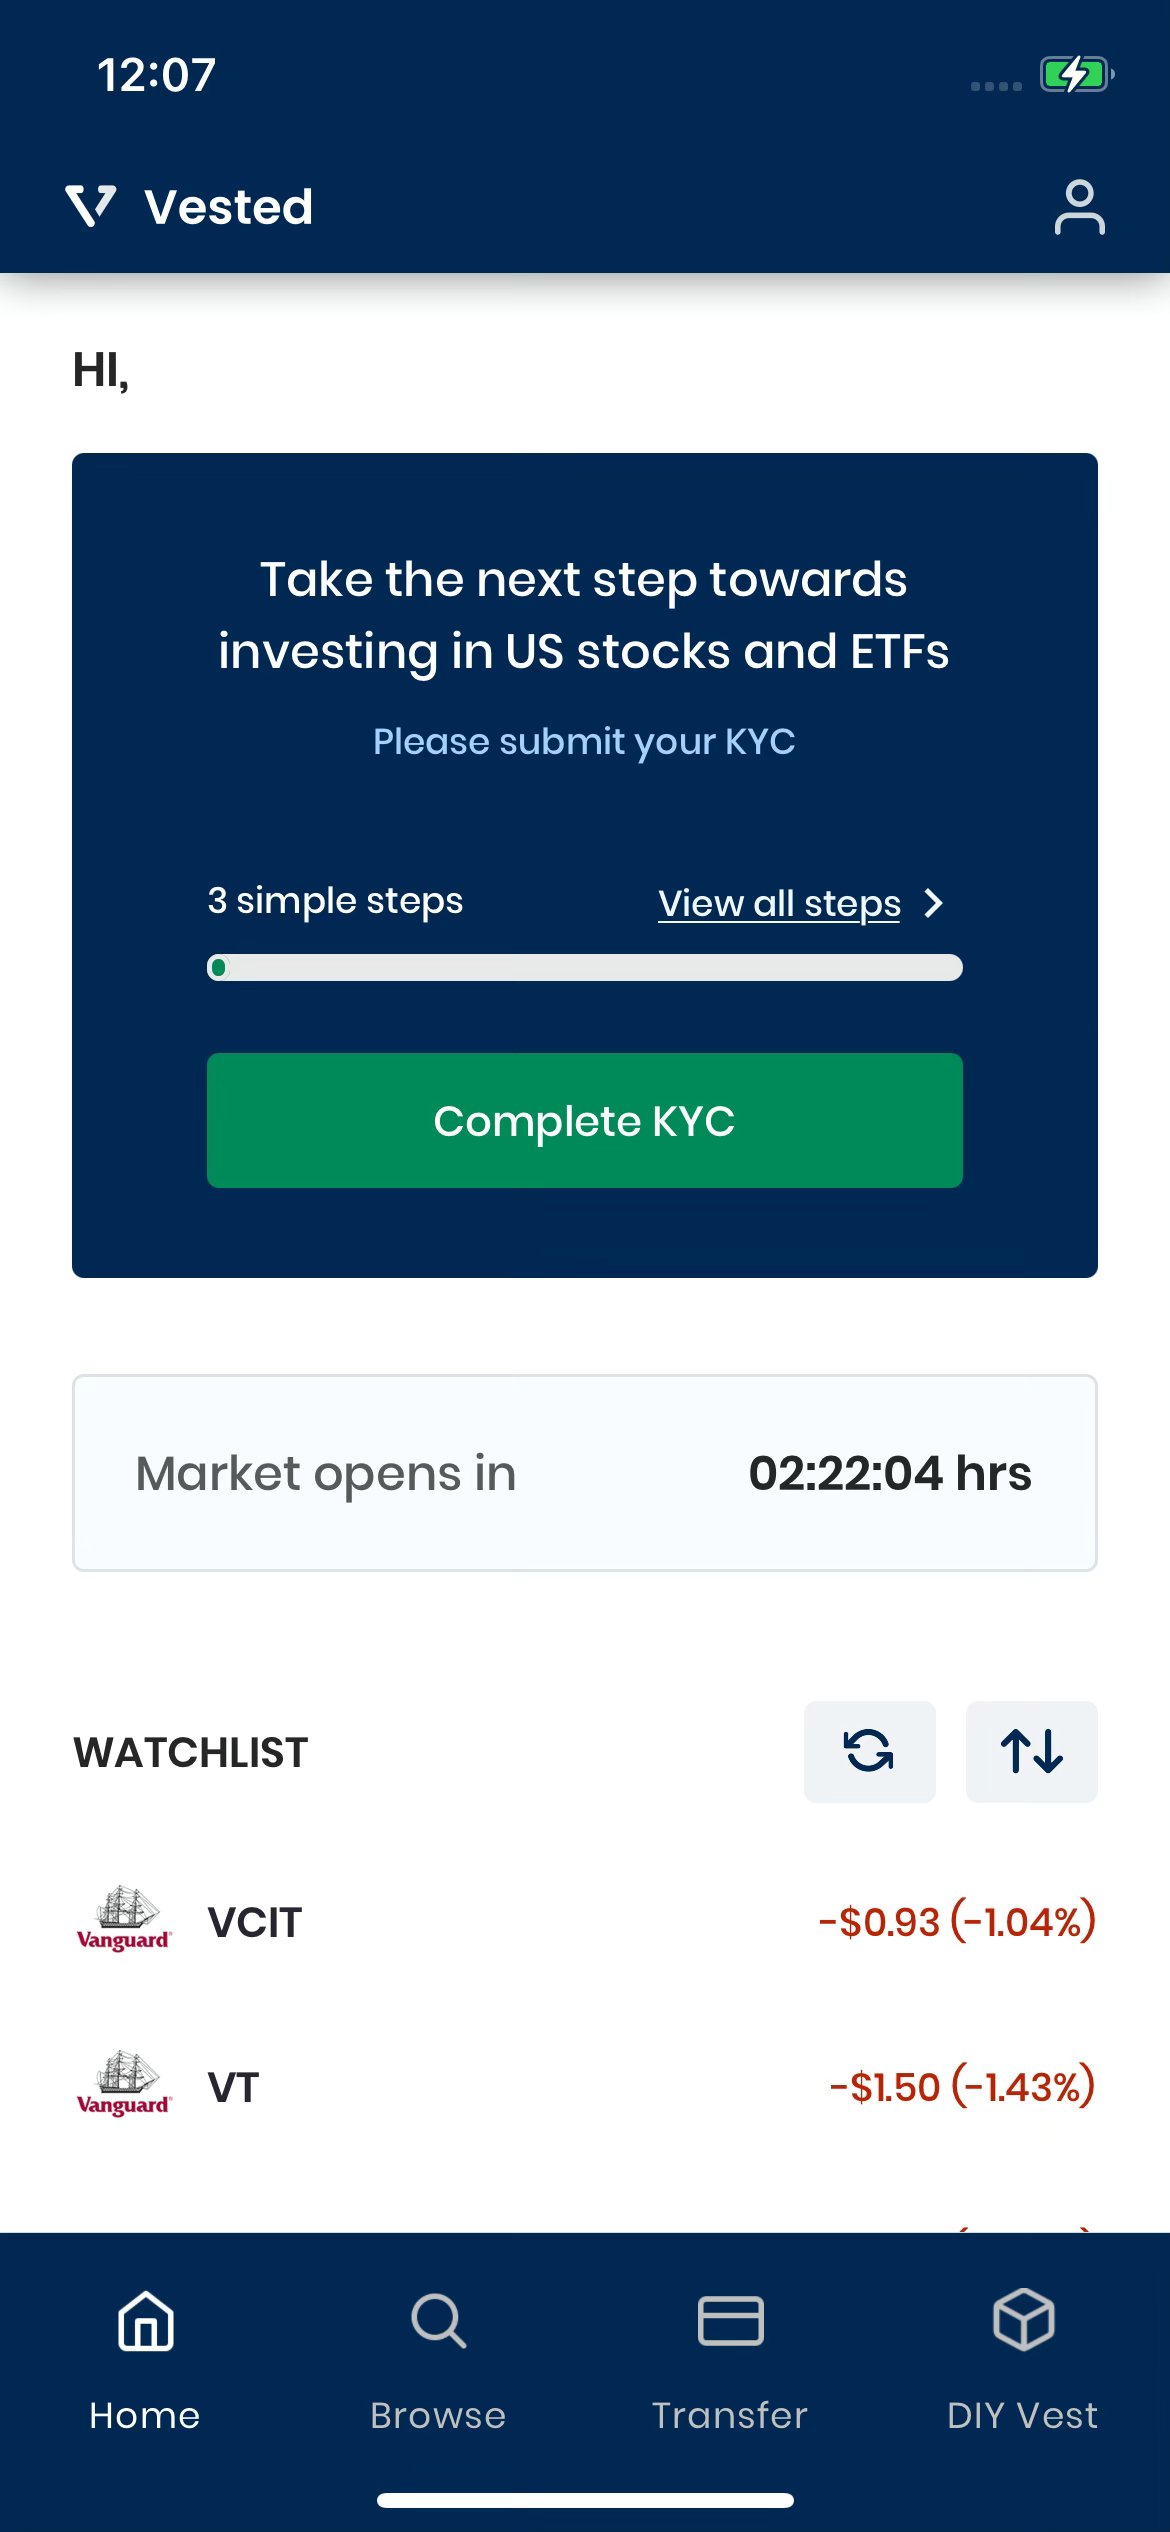 12:07
Vested
HI,
Take the next step towards
investing in US stocks and ETFs
Please submit your KYC
3 simple steps
View all steps
Complete KYC
Market opens in
02:22:04 hrs
WATCHLIST
Vanguard
VCIT
-$0.93 (-1.04%)
Vanguard
VT
-$1.50 (-1.43%)
Home
Browse
Transfer
DIY Vest